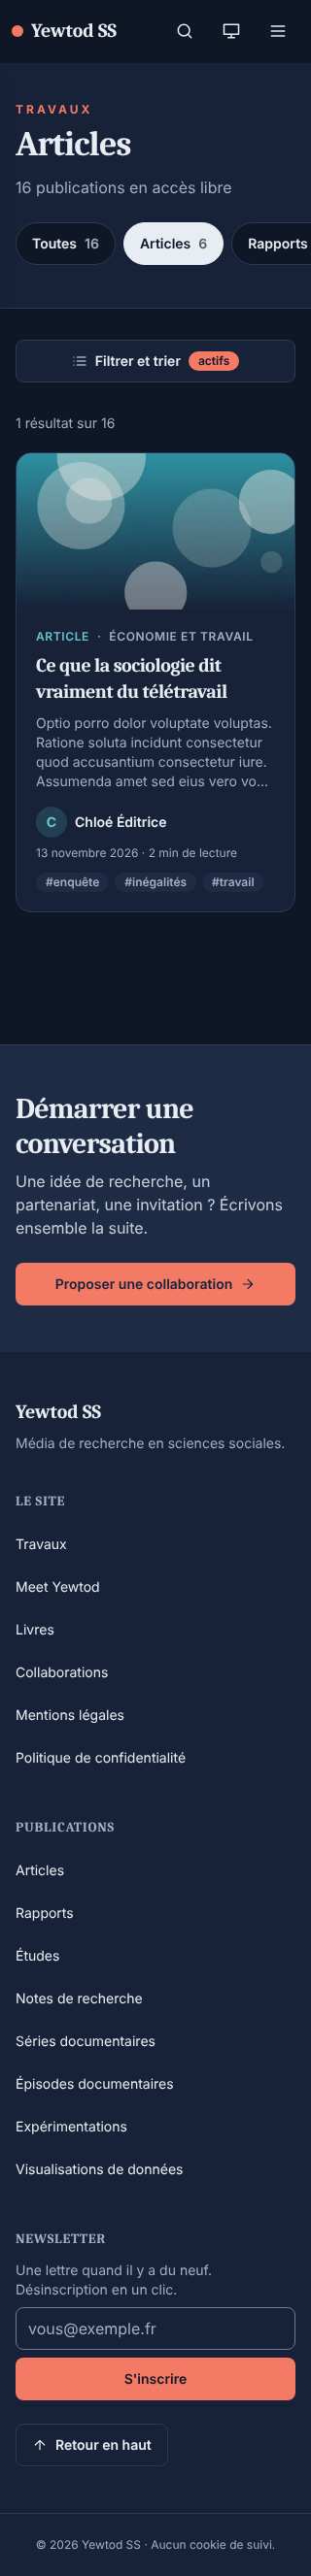 Yewtod SS
TRAVAUX
Articles
16 publications en accès libre
Toutes 16
Articles 6
Rapports
Filtrer et trier actifs
1 résultat sur 16
ARTICLE · ÉCONOMIE ET TRAVAIL
Ce que la sociologie dit
vraiment du télétravail
Optio porro dolor voluptate voluptas.
Ratione soluta incidunt consectetur
quod accusantium consectetur iure.
Assumenda amet sed eius vero vo…
C Chloé Éditrice
13 novembre 2026 · 2 min de lecture
#enquête #inégalités #travail
Démarrer une
conversation
Une idée de recherche, un
partenariat, une invitation ? Écrivons
ensemble la suite.
Proposer une collaboration →
Yewtod SS
Média de recherche en sciences sociales.
LE SITE
Travaux
Meet Yewtod
Livres
Collaborations
Mentions légales
Politique de confidentialité
PUBLICATIONS
Articles
Rapports
Études
Notes de recherche
Séries documentaires
Épisodes documentaires
Expérimentations
Visualisations de données
NEWSLETTER
Une lettre quand il y a du neuf.
Désinscription en un clic.
vous@exemple.fr
S'inscrire
↑ Retour en haut
© 2026 Yewtod SS · Aucun cookie de suivi.